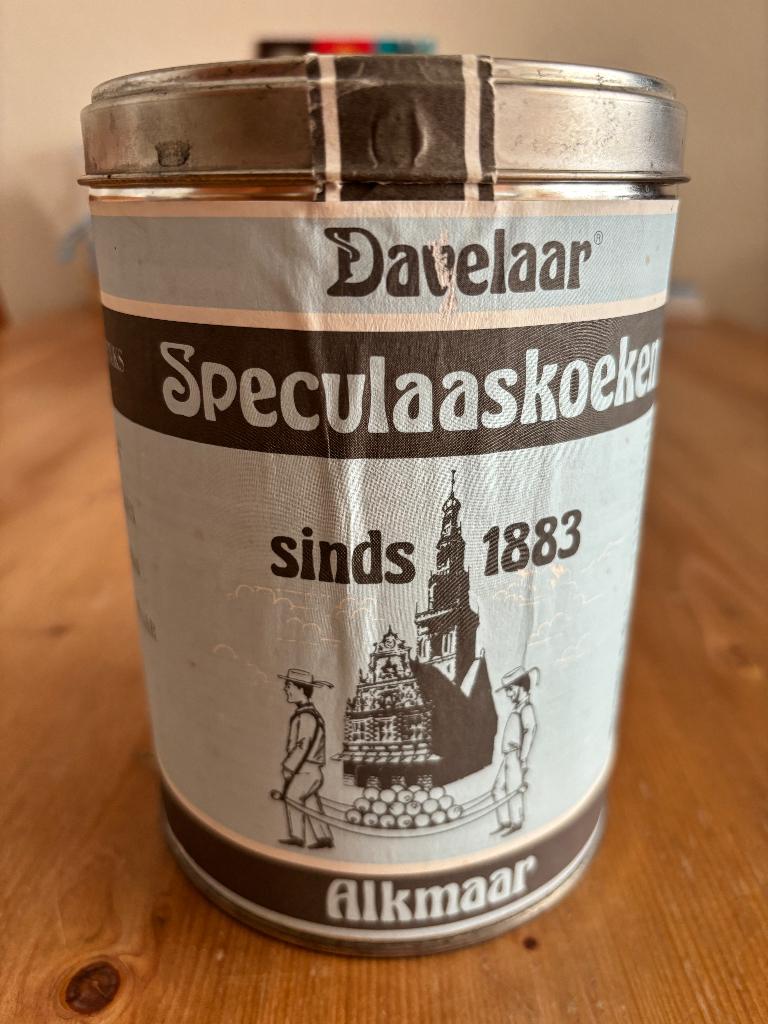 Davelaar®
Speculaaskoeken
sinds 1883
Alkmaar